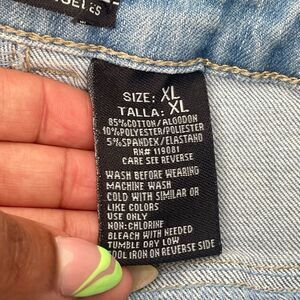 SIZE: XL
TALLA: XL
85%COTTON/ALGODON
10%POLYESTER/POLIESTER
5%SPANDEX/ELASTANO
RN# 119081
CARE SEE REVERSE
WASH BEFORE WEARING
MACHINE WASH
COLD WITH SIMILAR OR
LIKE COLORS
USE ONLY
NON-CHLORINE
BLEACH WITH NEEDED
TUMBLE DRY LOW
COOL IRON ON REVERSE SIDE